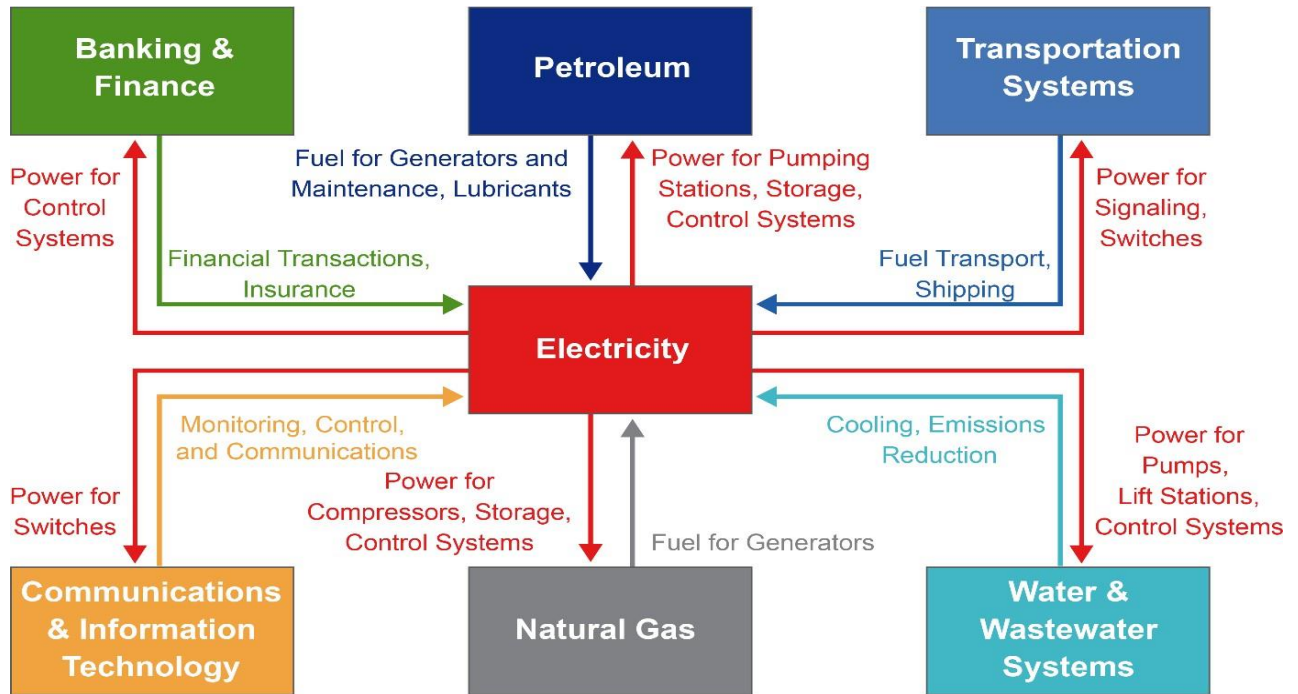 Banking &
Finance
Petroleum
Transportation
Systems
Power for
Control
Systems
Fuel for Generators and
Maintenance, Lubricants
Power for Pumping
Stations, Storage,
Control Systems
Power for
Signaling,
Switches
Financial Transactions,
Insurance
Fuel Transport,
Shipping
Electricity
Monitoring, Control,
and Communications
Cooling, Emissions
Reduction
Power for
Switches
Power for
Compressors, Storage,
Control Systems
Fuel for Generators
Power for
Pumps,
Lift Stations,
Control Systems
Communications
& Information
Technology
Natural Gas
Water &
Wastewater
Systems